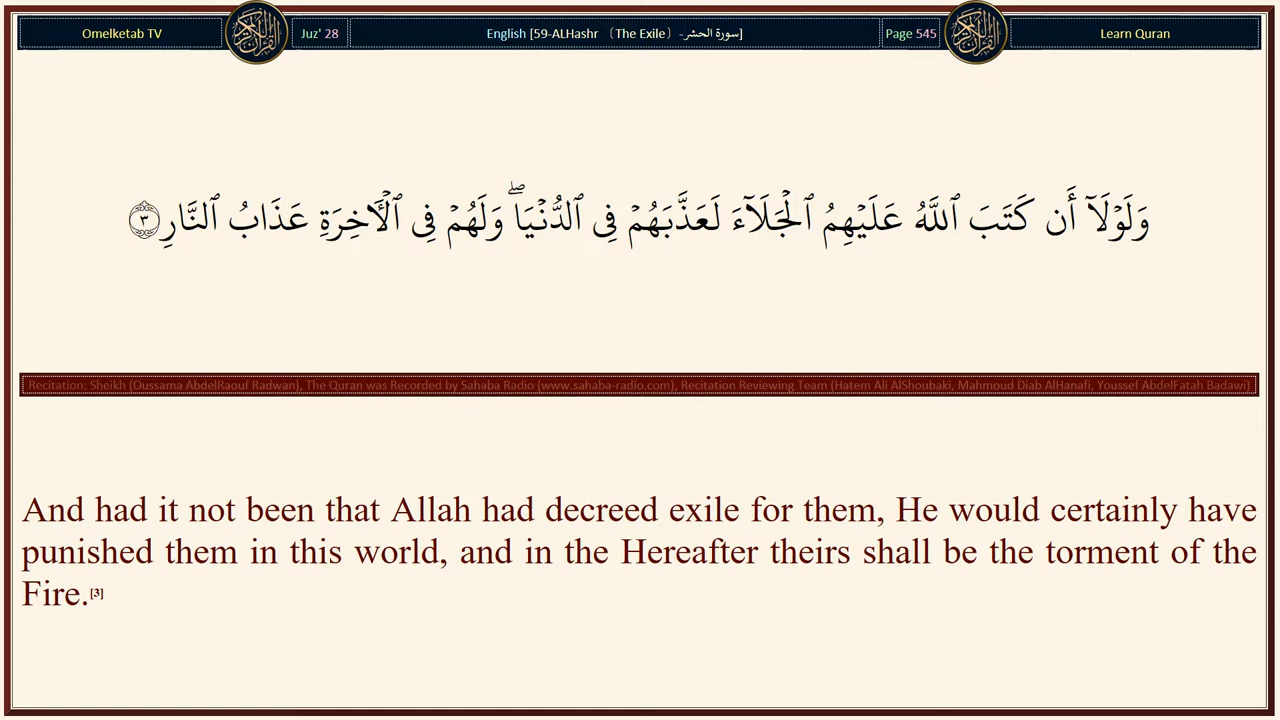 Omelketab TV
Juz' 28
English [59-ALHashr （The Exile）-سورة الحشر]
Page 545
Learn Quran
وَلَوۡلَآ أَن كَتَبَ ٱللَّهُ عَلَيۡهِمُ ٱلۡجَلَآءَ لَعَذَّبَهُمۡ فِي ٱلدُّنۡيَاۖ وَلَهُمۡ فِي ٱلۡأٓخِرَةِ عَذَابُ ٱلنَّارِ ٣
Recitation: Sheikh (Oussama AbdelRaouf Radwan), The Quran was Recorded by Sahaba Radio (www.sahaba-radio.com), Recitation Reviewing Team (Hatem Ali AlShoubaki, Mahmoud Diab AlHanafi, Youssef AbdelFatah Badawi)
And had it not been that Allah had decreed exile for them, He would certainly have
punished them in this world, and in the Hereafter theirs shall be the torment of the
Fire.[3]